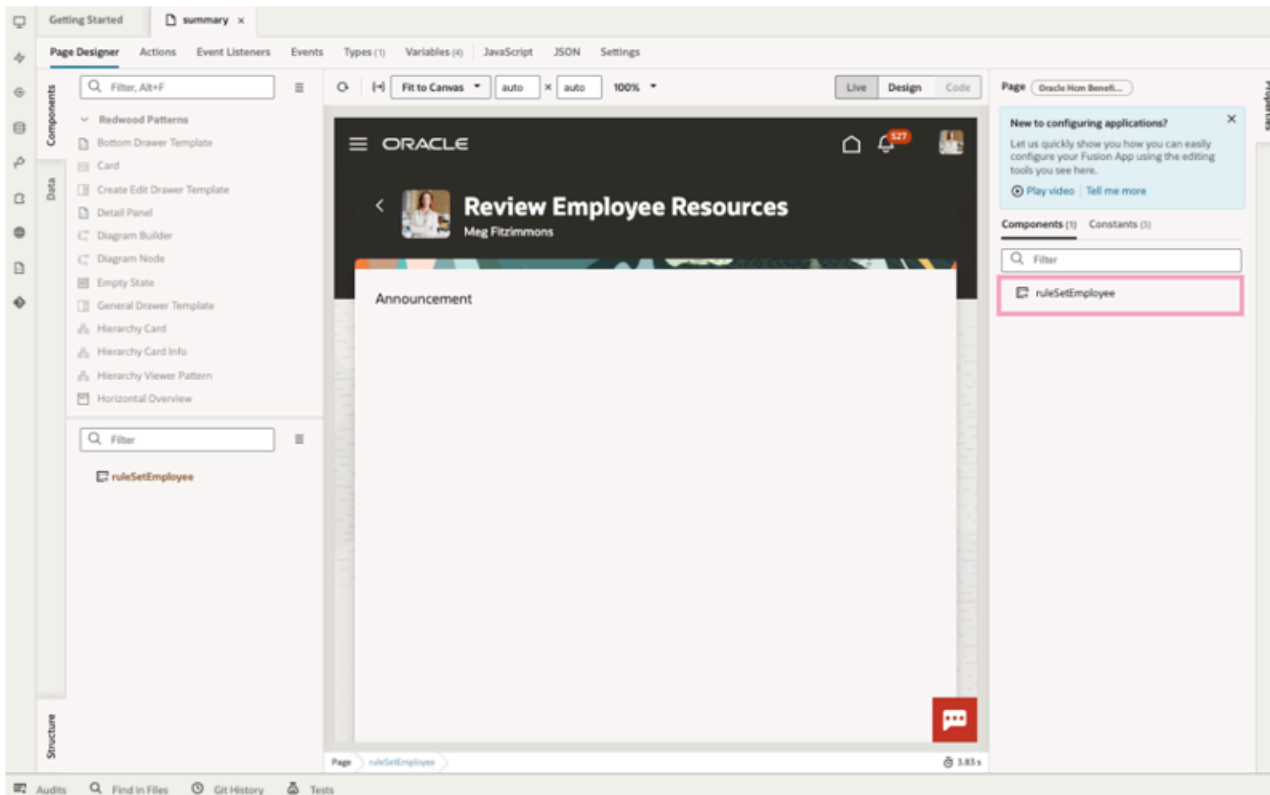 Getting Started
summary ×
Page Designer Actions Event Listeners Events Types (1) Variables (4) JavaScript JSON Settings
Components
Data
Structure
Filter, Alt+F
Redwood Patterns
Bottom Drawer Template
Card
Create Edit Drawer Template
Detail Panel
Diagram Builder
Diagram Node
Empty State
General Drawer Template
Hierarchy Card
Hierarchy Card Info
Hierarchy Viewer Pattern
Horizontal Overview
Filter
ruleSetEmployee
Fit to Canvas auto × auto 100%
Live Design Code
ORACLE
527
Review Employee Resources
Meg Fitzimmons
Announcement
Page ruleSetEmployee
3.83 s
Page Oracle Hcm Benefi...
Properties
New to configuring applications? ×
Let us quickly show you how you can easily
configure your Fusion App using the editing
tools you see here.
Play video Tell me more
Components (1) Constants (5)
Filter
ruleSetEmployee
Audits Find in Files Git History Tests